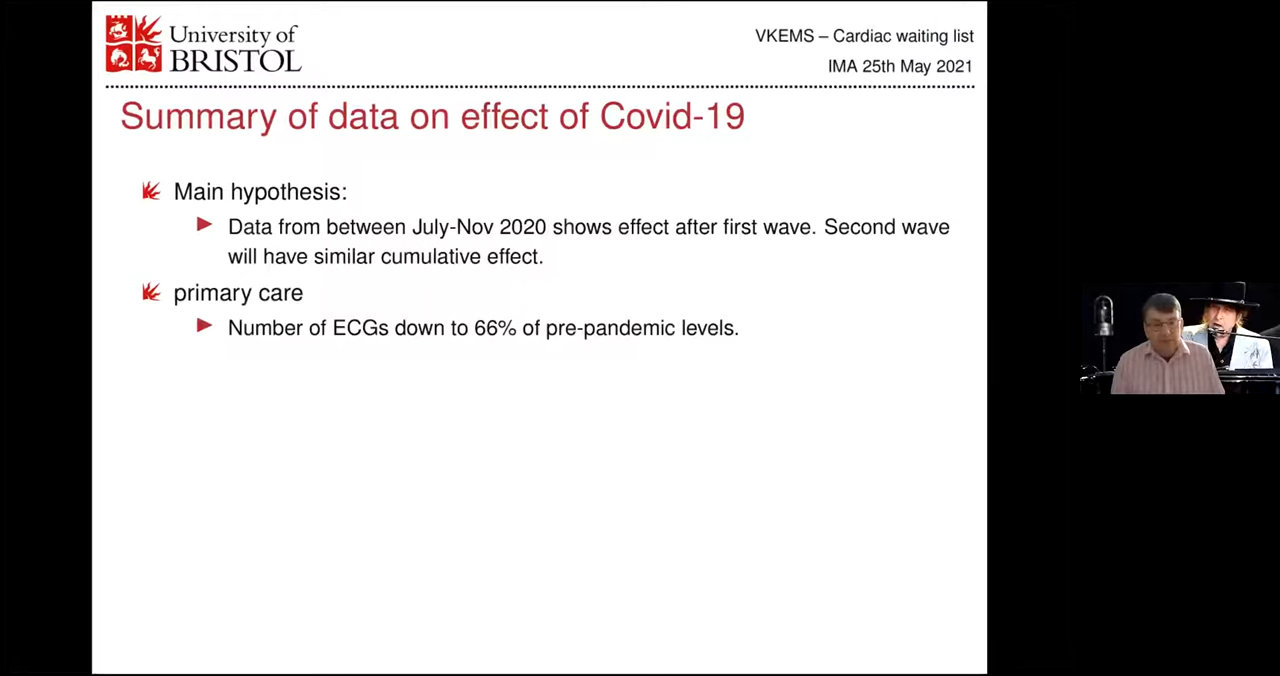 University of
BRISTOL
VKEMS – Cardiac waiting list
IMA 25th May 2021
Summary of data on effect of Covid-19
Main hypothesis:
Data from between July-Nov 2020 shows effect after first wave. Second wave
will have similar cumulative effect.
primary care
Number of ECGs down to 66% of pre-pandemic levels.